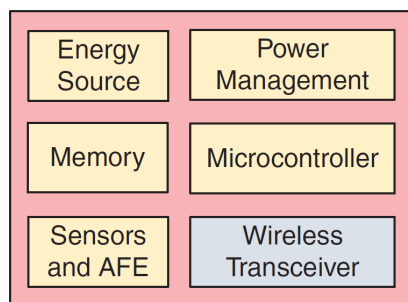 Energy
Source
Power
Management
Memory
Microcontroller
Sensors
and AFE
Wireless
Transceiver